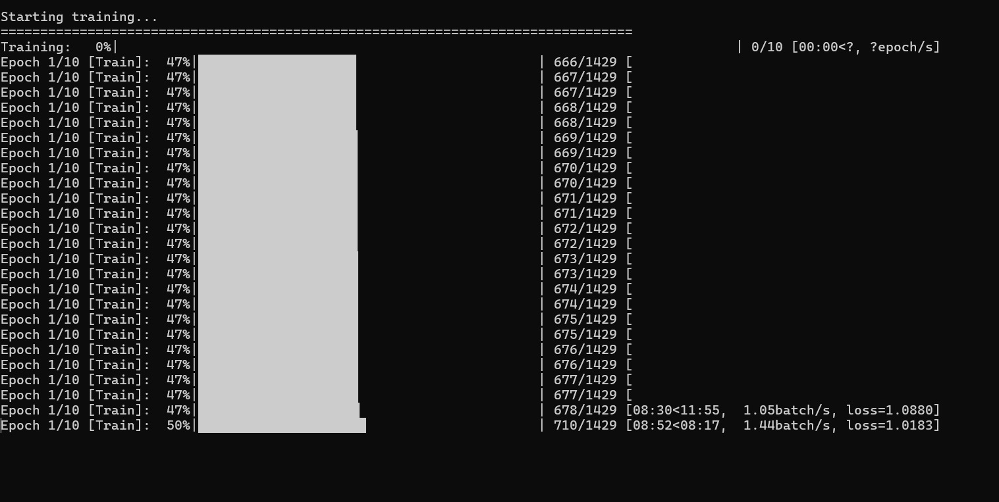 Starting training...
================================================================================
Training:   0%|                                                                               | 0/10 [00:00<?, ?epoch/s]
Epoch 1/10 [Train]:  47%|                                           | 666/1429 [
Epoch 1/10 [Train]:  47%|                                           | 667/1429 [
Epoch 1/10 [Train]:  47%|                                           | 667/1429 [
Epoch 1/10 [Train]:  47%|                                           | 668/1429 [
Epoch 1/10 [Train]:  47%|                                           | 668/1429 [
Epoch 1/10 [Train]:  47%|                                           | 669/1429 [
Epoch 1/10 [Train]:  47%|                                           | 669/1429 [
Epoch 1/10 [Train]:  47%|                                           | 670/1429 [
Epoch 1/10 [Train]:  47%|                                           | 670/1429 [
Epoch 1/10 [Train]:  47%|                                           | 671/1429 [
Epoch 1/10 [Train]:  47%|                                           | 671/1429 [
Epoch 1/10 [Train]:  47%|                                           | 672/1429 [
Epoch 1/10 [Train]:  47%|                                           | 672/1429 [
Epoch 1/10 [Train]:  47%|                                           | 673/1429 [
Epoch 1/10 [Train]:  47%|                                           | 673/1429 [
Epoch 1/10 [Train]:  47%|                                           | 674/1429 [
Epoch 1/10 [Train]:  47%|                                           | 674/1429 [
Epoch 1/10 [Train]:  47%|                                           | 675/1429 [
Epoch 1/10 [Train]:  47%|                                           | 675/1429 [
Epoch 1/10 [Train]:  47%|                                           | 676/1429 [
Epoch 1/10 [Train]:  47%|                                           | 676/1429 [
Epoch 1/10 [Train]:  47%|                                           | 677/1429 [
Epoch 1/10 [Train]:  47%|                                           | 677/1429 [
Epoch 1/10 [Train]:  47%|                                           | 678/1429 [08:30<11:55,  1.05batch/s, loss=1.0880]
Epoch 1/10 [Train]:  50%|                                           | 710/1429 [08:52<08:17,  1.44batch/s, loss=1.0183]